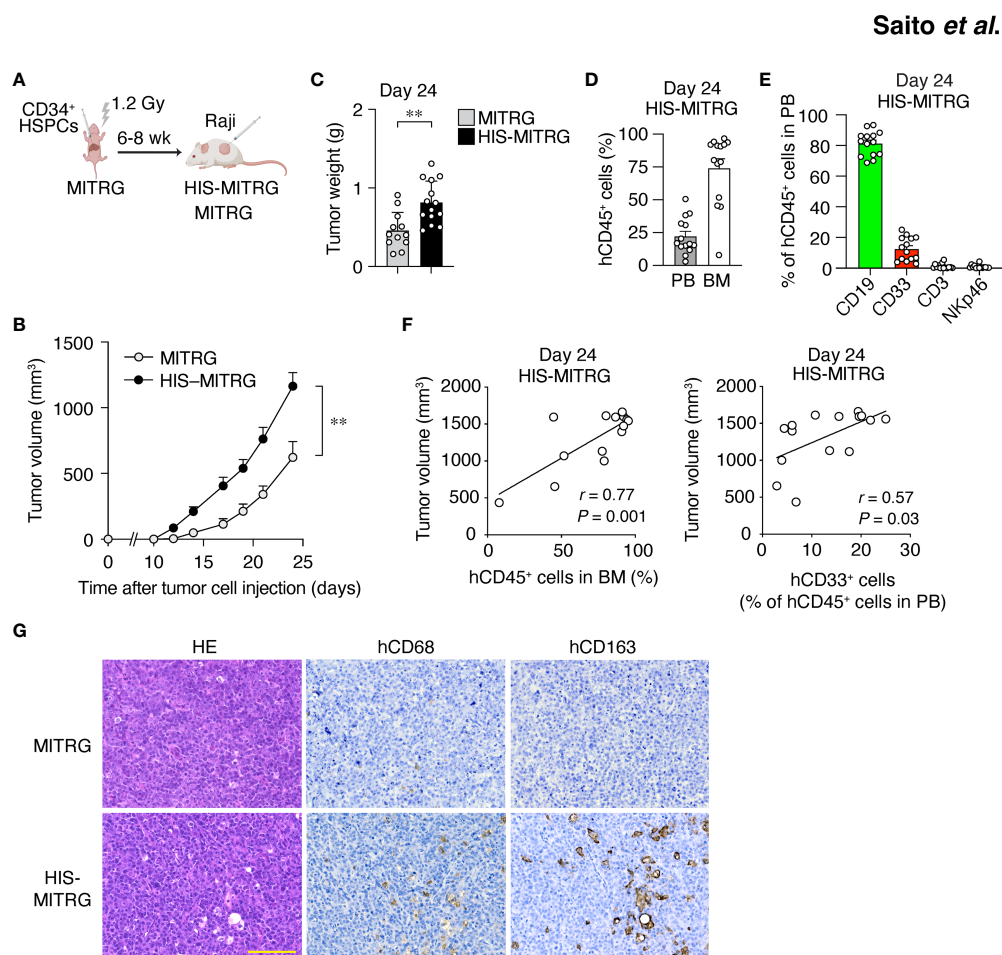 Saito et al.
A
CD34⁺
HSPCs
1.2 Gy
6-8 wk
Raji
MITRG
HIS-MITRG
MITRG
C
Day 24
**
MITRG
HIS-MITRG
Tumor weight (g)
2
1
0
D
Day 24
HIS-MITRG
hCD45⁺ cells (%)
100
75
50
25
0
PB BM
E
Day 24
HIS-MITRG
% of hCD45⁺ cells in PB
100
80
60
40
20
0
CD19
CD33
CD3
NKp46
B
MITRG
HIS–MITRG
**
Tumor volume (mm³)
1500
1000
500
0
0 10 15 20 25
Time after tumor cell injection (days)
F
Day 24
HIS-MITRG
Tumor volume (mm³)
2000
1500
1000
500
0
r = 0.77
P = 0.001
0 50 100
hCD45⁺ cells in BM (%)
Day 24
HIS-MITRG
Tumor volume (mm³)
2000
1500
1000
500
0
r = 0.57
P = 0.03
0 10 20 30
hCD33⁺ cells
(% of hCD45⁺ cells in PB)
G
HE hCD68 hCD163
MITRG
HIS-
MITRG